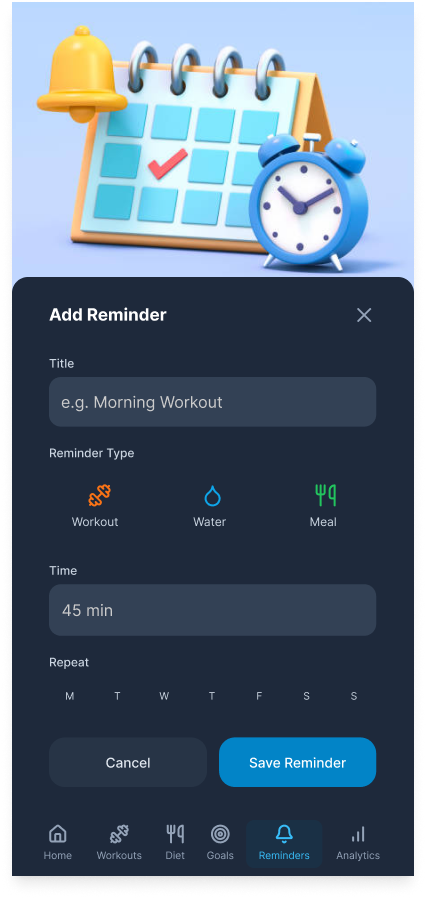 Add Reminder
Title
e.g. Morning Workout
Reminder Type
Workout Water Meal
Time
45 min
Repeat
M T W T F S S
Cancel Save Reminder
Home Workouts Diet Goals Reminders Analytics